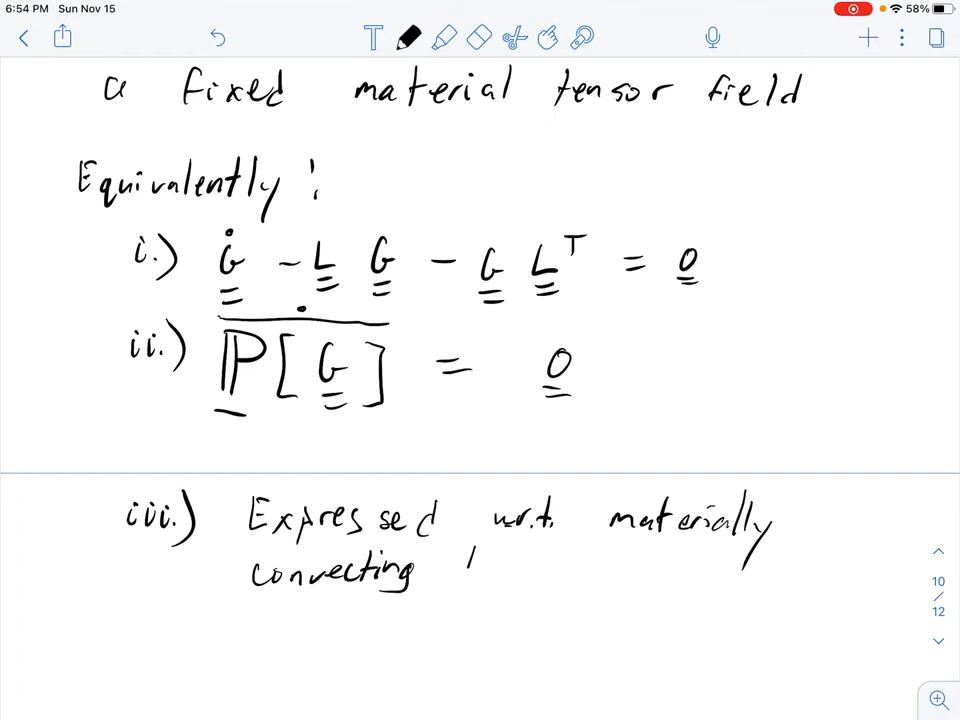 6:54 PM Sun Nov 15
58%
a fixed material tensor field
Equivalently :
i.) Ġ - L G - G Lᵀ = 0
ii.) ℙ[G] = 0
iii.) Expressed w.r.t. materially
convecting
10
/
12